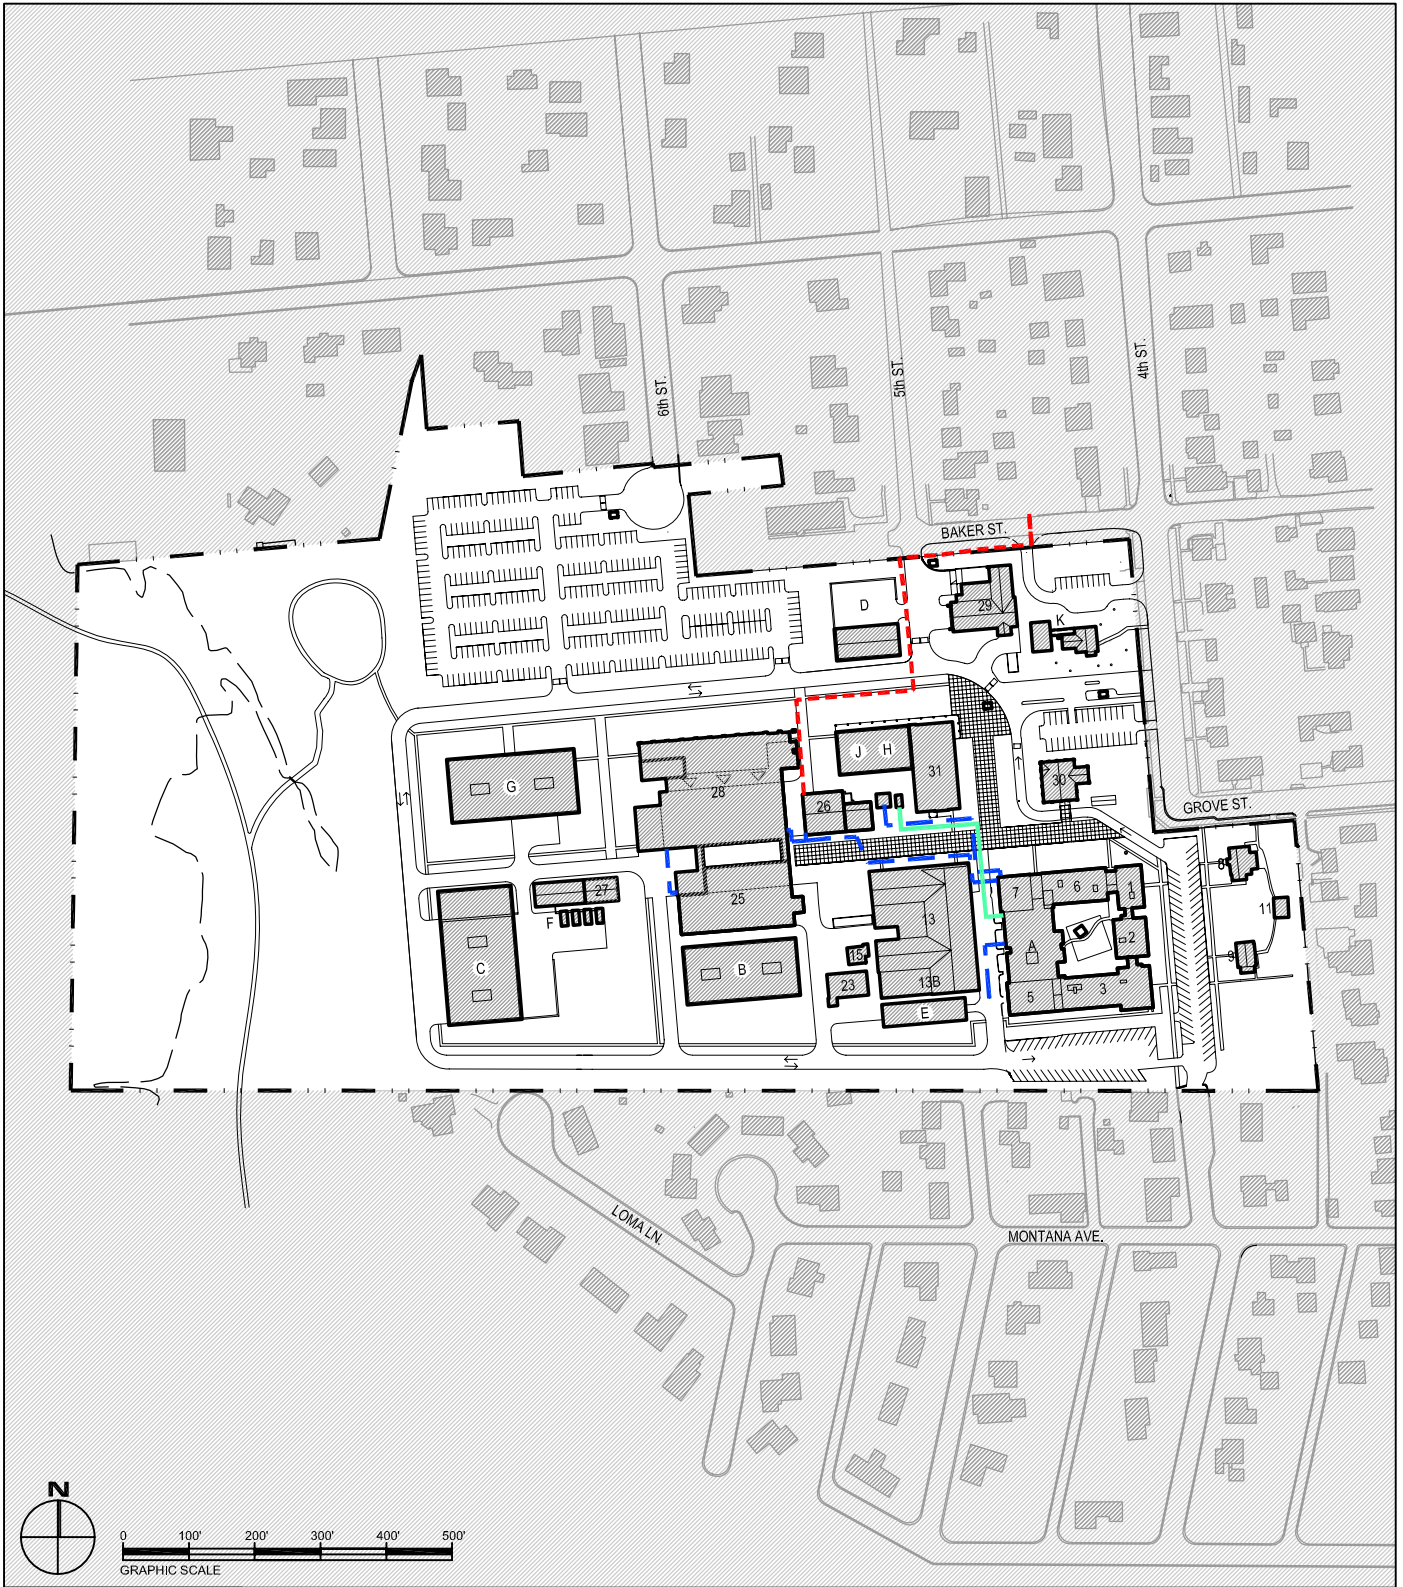 6th ST.
5th ST.
4th ST.
BAKER ST.
D
29
K
J H
31
G
28
26
30
GROVE ST.
8
7
6
1
27
F
25
11
13
A
2
9
C
B
15
23
13B
5
3
E
LOMA LN.
MONTANA AVE.
N
0 100' 200' 300' 400' 500'
GRAPHIC SCALE